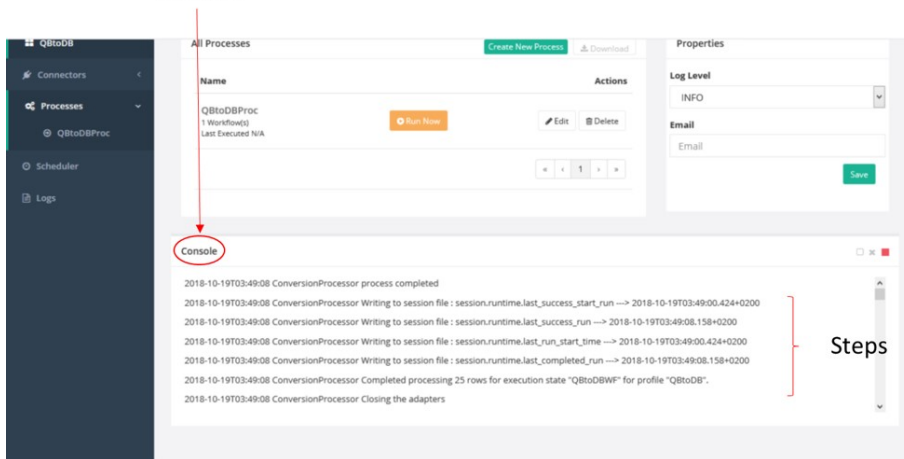 QBtoDB
All Processes
Create New Process
Download
Properties
Connectors
Name
Actions
Log Level
INFO
Processes
QBtoDBProc
1 Workflow(s)
Last Executed N/A
Run Now
Edit
Delete
Email
Email
QBtoDBProc
« ‹ 1 › »
Save
Scheduler
Logs
Console
2018-10-19T03:49:08 ConversionProcessor process completed
2018-10-19T03:49:08 ConversionProcessor Writing to session file : session.runtime.last_success_start_run ---> 2018-10-19T03:49:00.424+0200
2018-10-19T03:49:08 ConversionProcessor Writing to session file : session.runtime.last_success_run ---> 2018-10-19T03:49:08.158+0200
2018-10-19T03:49:08 ConversionProcessor Writing to session file : session.runtime.last_run_start_time ---> 2018-10-19T03:49:00.424+0200
2018-10-19T03:49:08 ConversionProcessor Writing to session file : session.runtime.last_completed_run ---> 2018-10-19T03:49:08.158+0200
2018-10-19T03:49:08 ConversionProcessor Completed processing 25 rows for execution state "QBtoDBWF" for profile "QBtoDB".
2018-10-19T03:49:08 ConversionProcessor Closing the adapters
Steps